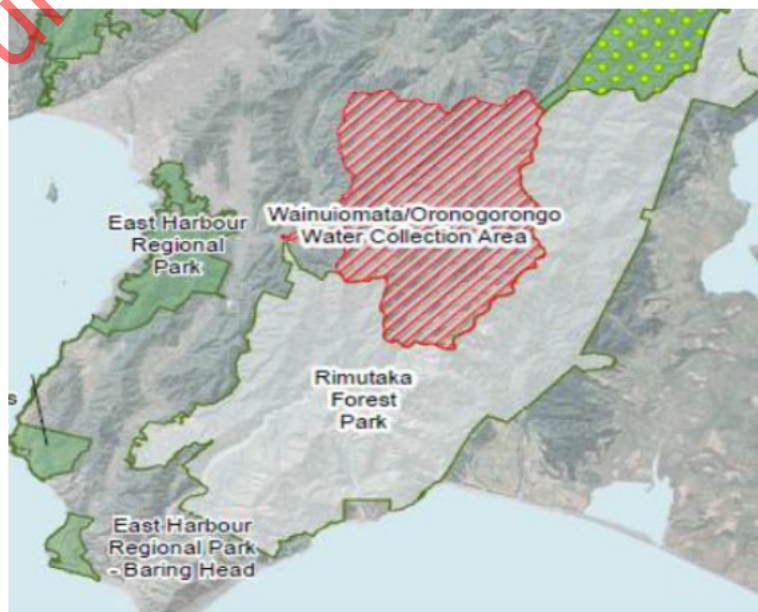 East Harbour
Regional
Park
Wainuiomata/Oronogorongo
Water Collection Area
Rimutaka
Forest
Park
s
East Harbour
Regional Park
- Baring Head